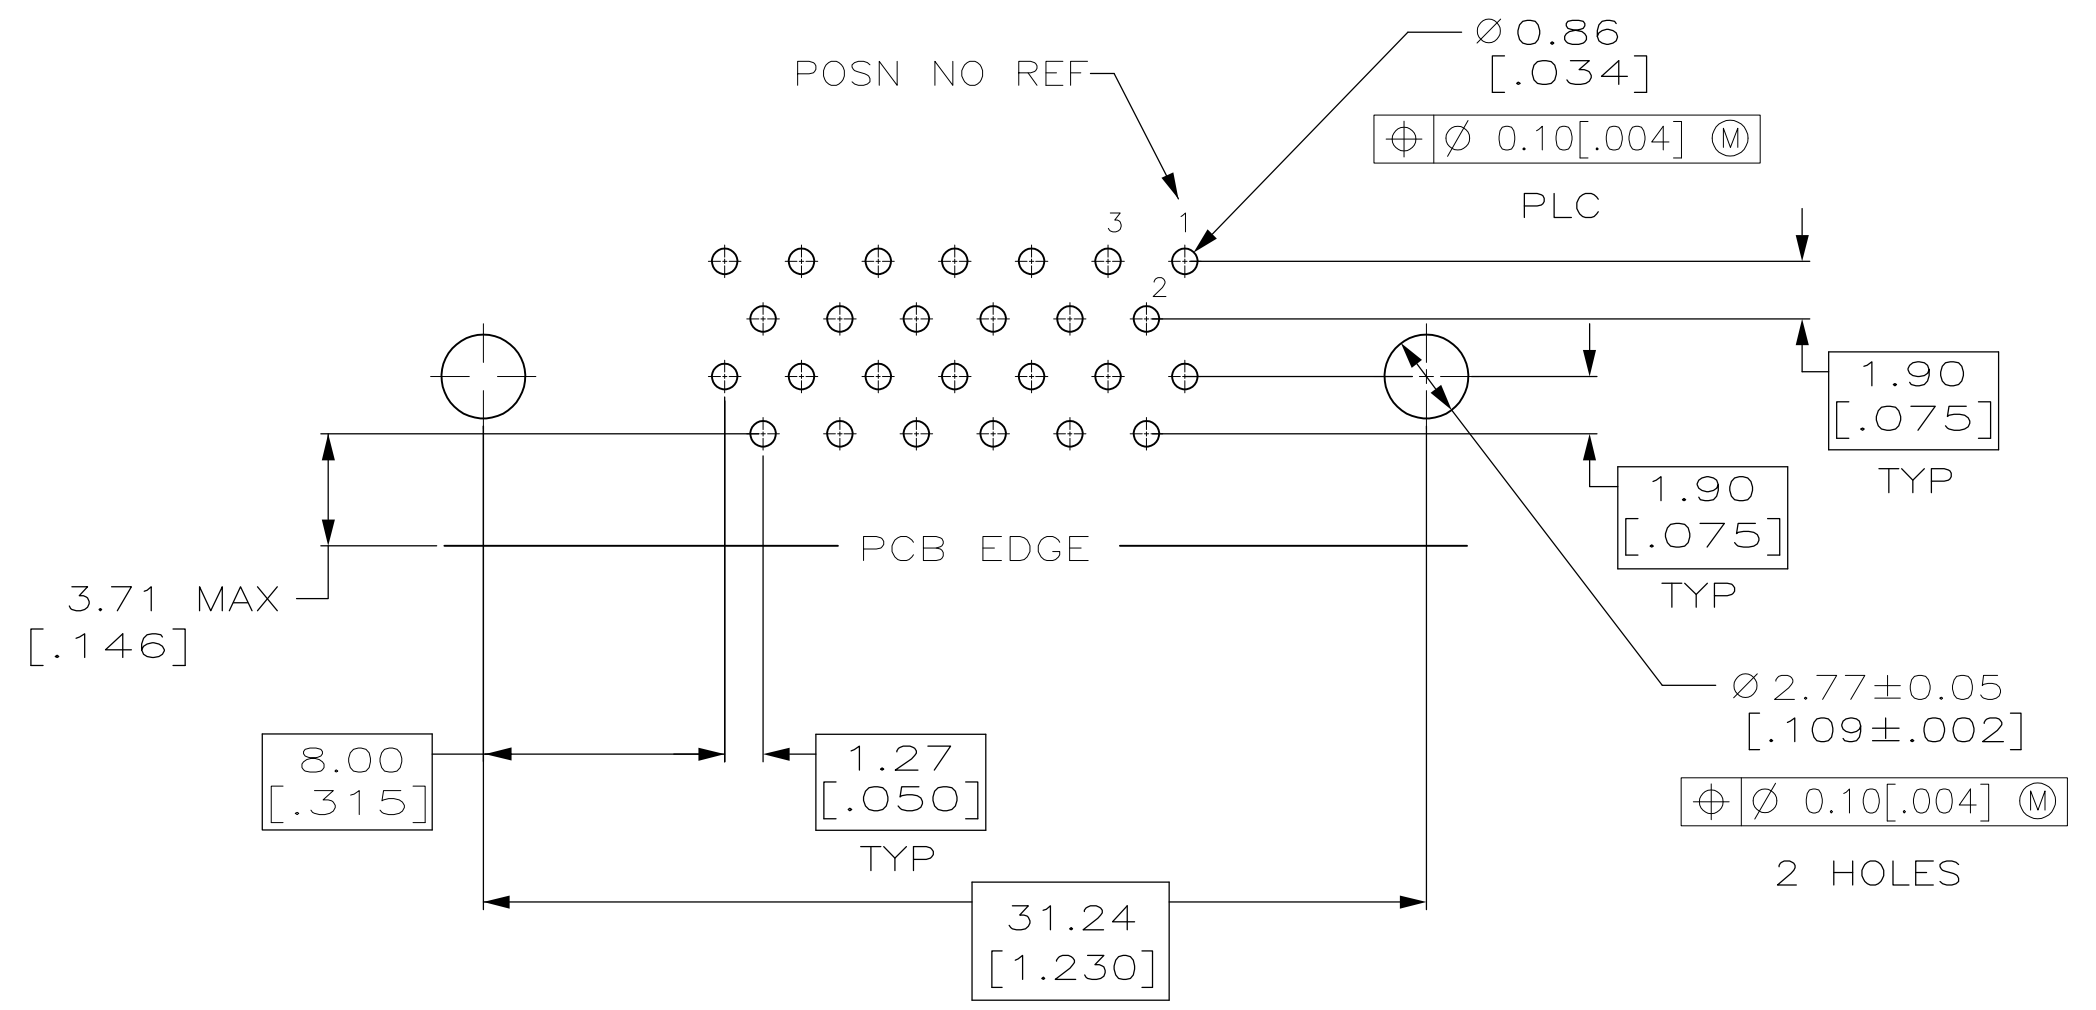 POSN NO REF
⌀0.86
[.034]
⌖ ⌀ 0.10[.004] Ⓜ
PLC
3
1
2
1.90
[.075]
TYP
1.90
[.075]
TYP
PCB EDGE
3.71 MAX
[.146]
⌀2.77±0.05
[.109±.002]
⌖ ⌀ 0.10[.004] Ⓜ
2 HOLES
8.00
[.315]
1.27
[.050]
TYP
31.24
[1.230]